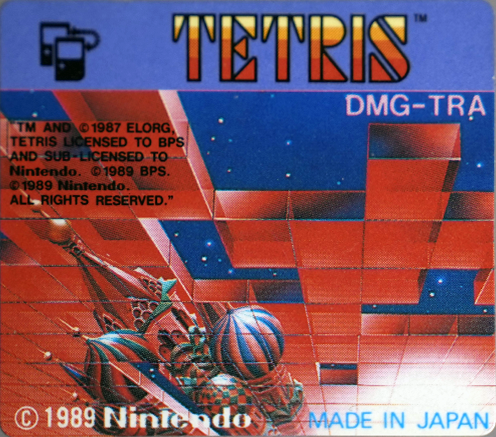 TETRIS™
DMG-TRA
"TM AND ©1987 ELORG,
TETRIS LICENSED TO BPS
AND SUB-LICENSED TO
Nintendo. ©1989 BPS.
©1989 Nintendo.
ALL RIGHTS RESERVED."
© 1989 Nintendo
MADE IN JAPAN